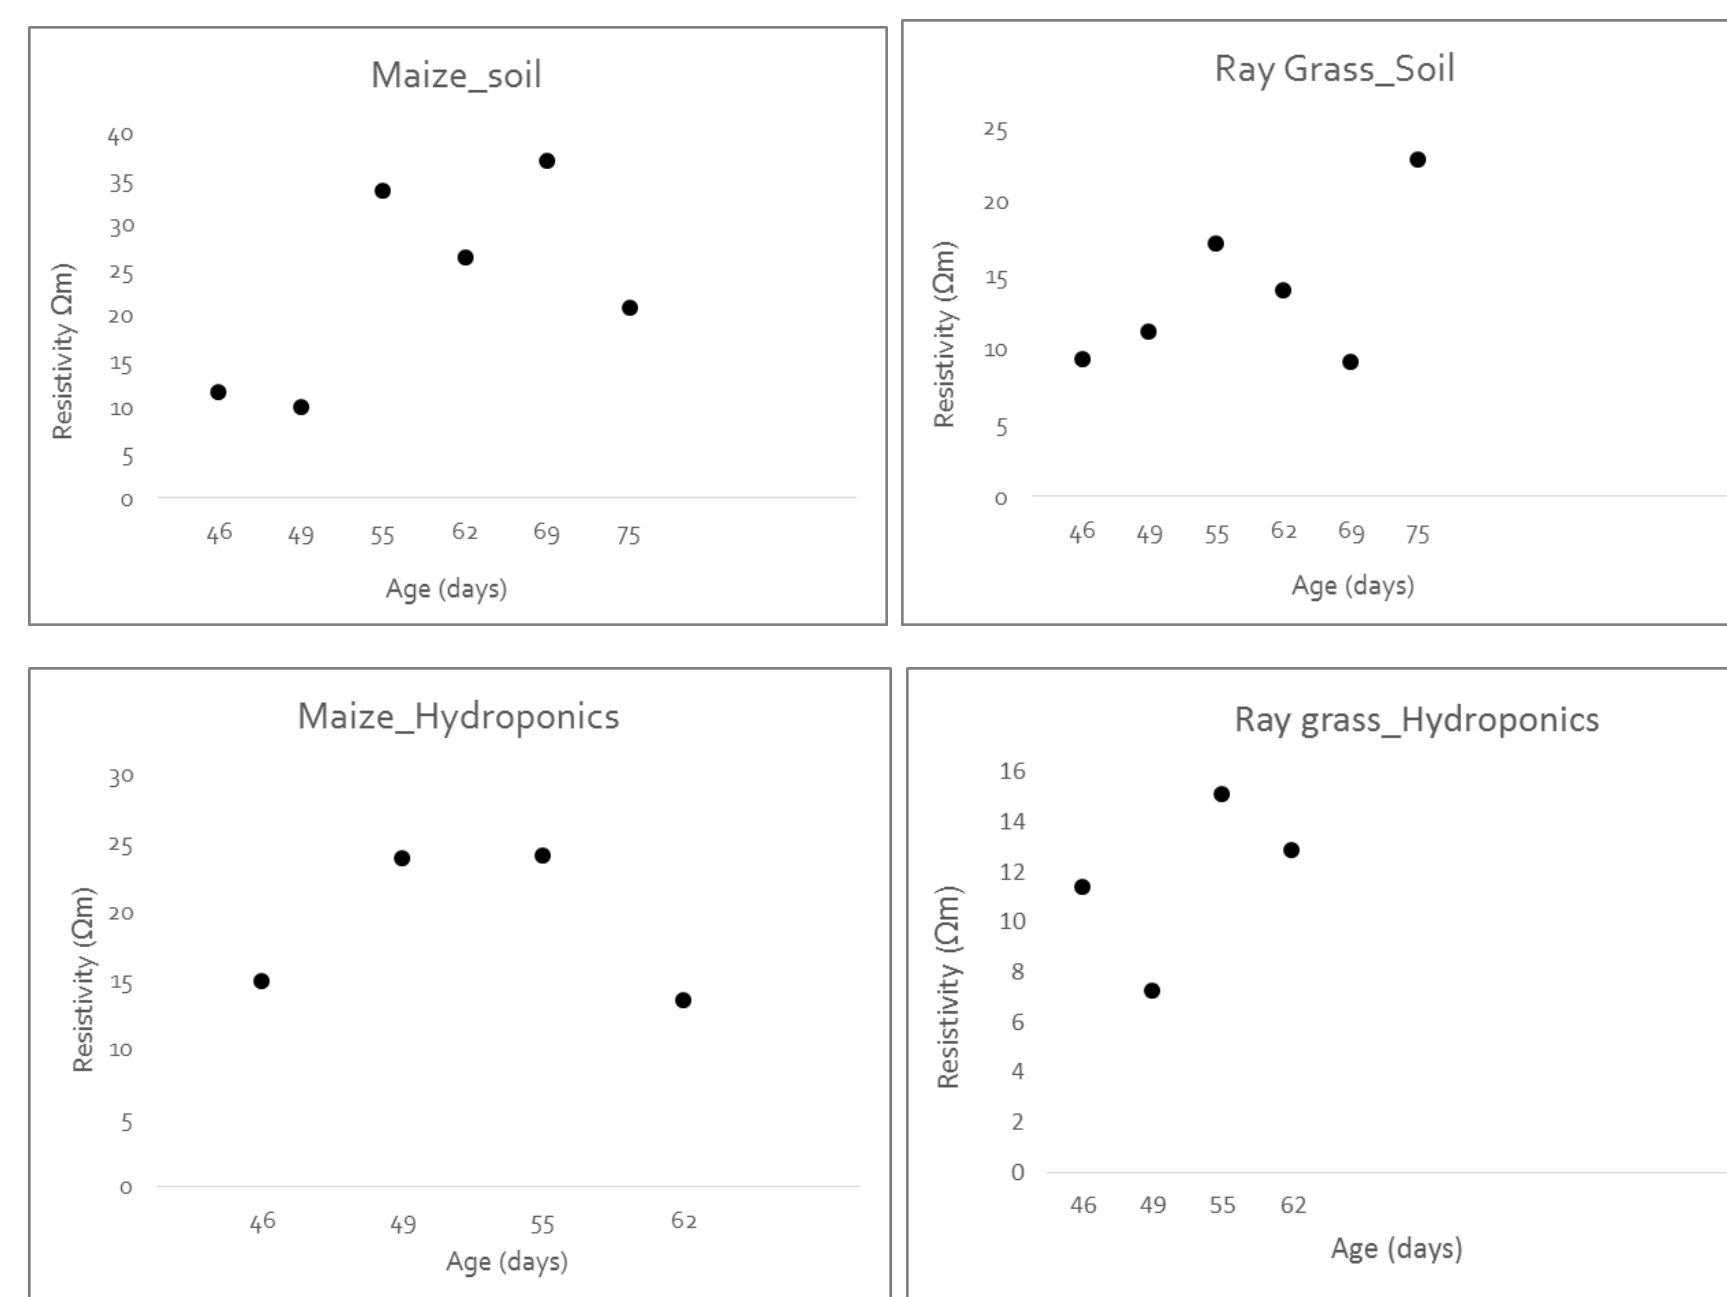 Maize_soil
40
35
30
25
20
15
10
5
0
Resistivity Ωm)
46 49 55 62 69 75
Age (days)
Ray Grass_Soil
25
20
15
10
5
0
Resistivity (Ωm)
46 49 55 62 69 75
Age (days)
Maize_Hydroponics
30
25
20
15
10
5
0
Resistivity (Ωm)
46 49 55 62
Age (days)
Ray grass_Hydroponics
16
14
12
10
8
6
4
2
0
Resistivity (Ωm)
46 49 55 62
Age (days)